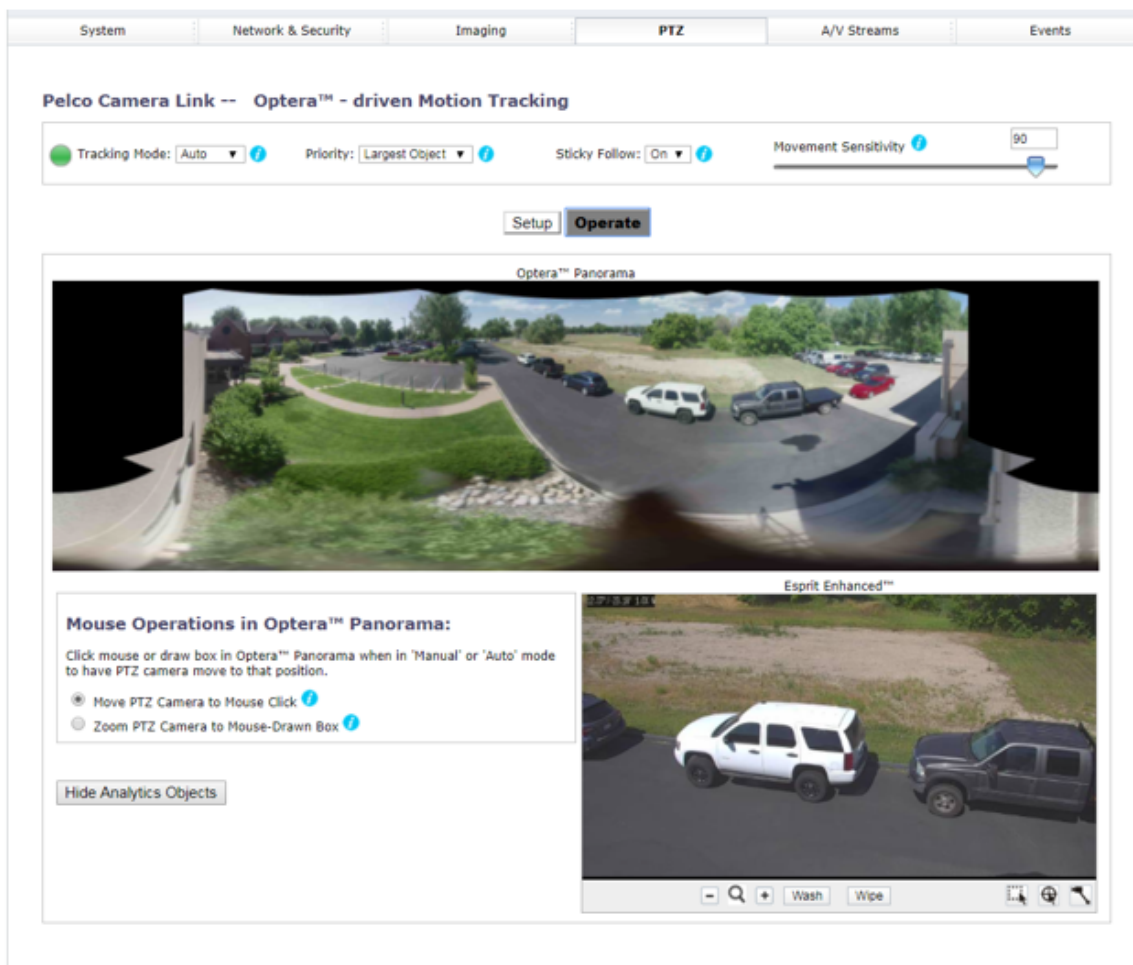 System Network & Security Imaging PTZ A/V Streams Events
Pelco Camera Link -- Optera™ - driven Motion Tracking
Tracking Mode: Auto Priority: Largest Object Sticky Follow: On Movement Sensitivity 90
Setup Operate
Optera™ Panorama
Esprit Enhanced™
Mouse Operations in Optera™ Panorama:
Click mouse or draw box in Optera™ Panorama when in 'Manual' or 'Auto' mode
to have PTZ camera move to that position.
Move PTZ Camera to Mouse Click
Zoom PTZ Camera to Mouse-Drawn Box
Hide Analytics Objects
Wash Wipe